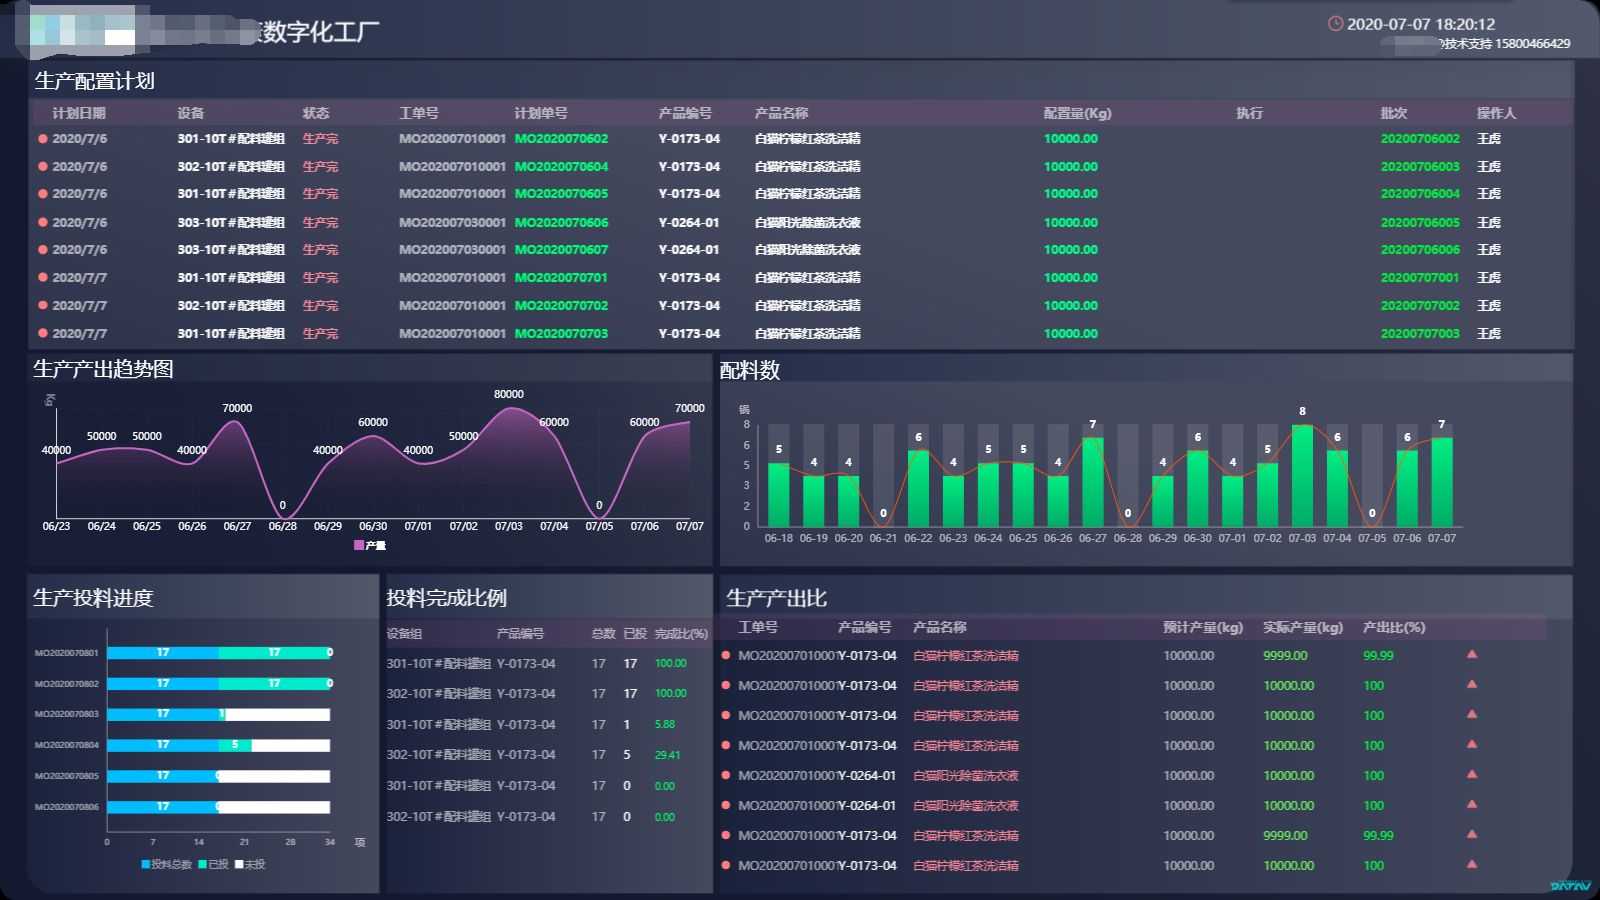 数字化工厂
2020-07-07 18:20:12
技术支持 15800466429
生产配置计划
计划日期 设备 状态 工单号 计划单号 产品编号 产品名称 配置量(Kg) 执行 批次 操作人
2020/7/6 301-10T#配料罐组 生产完 MO202007010001 MO2020070602 Y-0173-04 白猫柠檬红茶洗洁精 10000.00 20200706002 王虎
2020/7/6 302-10T#配料罐组 生产完 MO202007010001 MO2020070604 Y-0173-04 白猫柠檬红茶洗洁精 10000.00 20200706003 王虎
2020/7/6 301-10T#配料罐组 生产完 MO202007010001 MO2020070605 Y-0173-04 白猫柠檬红茶洗洁精 10000.00 20200706004 王虎
2020/7/6 303-10T#配料罐组 生产完 MO202007030001 MO2020070606 Y-0264-01 白猫阳光除菌洗衣液 10000.00 20200706005 王虎
2020/7/6 303-10T#配料罐组 生产完 MO202007030001 MO2020070607 Y-0264-01 白猫阳光除菌洗衣液 10000.00 20200706006 王虎
2020/7/7 301-10T#配料罐组 生产完 MO202007010001 MO2020070701 Y-0173-04 白猫柠檬红茶洗洁精 10000.00 20200707001 王虎
2020/7/7 302-10T#配料罐组 生产完 MO202007010001 MO2020070702 Y-0173-04 白猫柠檬红茶洗洁精 10000.00 20200707002 王虎
2020/7/7 301-10T#配料罐组 生产完 MO202007010001 MO2020070703 Y-0173-04 白猫柠檬红茶洗洁精 10000.00 20200707003 王虎
生产产出趋势图
Kg
40000 50000 50000 40000 70000 0 40000 60000 40000 50000 80000 60000 0 60000 70000
06/23 06/24 06/25 06/26 06/27 06/28 06/29 06/30 07/01 07/02 07/03 07/04 07/05 07/06 07/07
产量
配料数
锅
8
6
5
3
2
0
5 4 4 0 6 4 5 5 4 7 0 4 6 4 5 8 6 0 6 7
06-18 06-19 06-20 06-21 06-22 06-23 06-24 06-25 06-26 06-27 06-28 06-29 06-30 07-01 07-02 07-03 07-04 07-05 07-06 07-07
生产投料进度
MO2020070801 17 17 0
MO2020070802 17 17 0
MO2020070803 17 1
MO2020070804 17 5
MO2020070805 17 0
MO2020070806 17 0
0 7 14 21 28 34 项
投料总数 已投 未投
投料完成比例
设备组 产品编号 总数 已投 完成比(%)
301-10T#配料罐组 Y-0173-04 17 17 100.00
302-10T#配料罐组 Y-0173-04 17 17 100.00
301-10T#配料罐组 Y-0173-04 17 1 5.88
302-10T#配料罐组 Y-0173-04 17 5 29.41
301-10T#配料罐组 Y-0173-04 17 0 0.00
302-10T#配料罐组 Y-0173-04 17 0 0.00
生产产出比
工单号 产品编号 产品名称 预计产量(kg) 实际产量(kg) 产出比(%)
MO202007010001 Y-0173-04 白猫柠檬红茶洗洁精 10000.00 9999.00 99.99
MO202007010001 Y-0173-04 白猫柠檬红茶洗洁精 10000.00 10000.00 100
MO202007010001 Y-0173-04 白猫柠檬红茶洗洁精 10000.00 10000.00 100
MO202007010001 Y-0173-04 白猫柠檬红茶洗洁精 10000.00 10000.00 100
MO202007010001 Y-0264-01 白猫阳光除菌洗衣液 10000.00 10000.00 100
MO202007010001 Y-0264-01 白猫阳光除菌洗衣液 10000.00 10000.00 100
MO202007010001 Y-0173-04 白猫柠檬红茶洗洁精 10000.00 9999.00 99.99
MO202007010001 Y-0173-04 白猫柠檬红茶洗洁精 10000.00 10000.00 100
DATAV